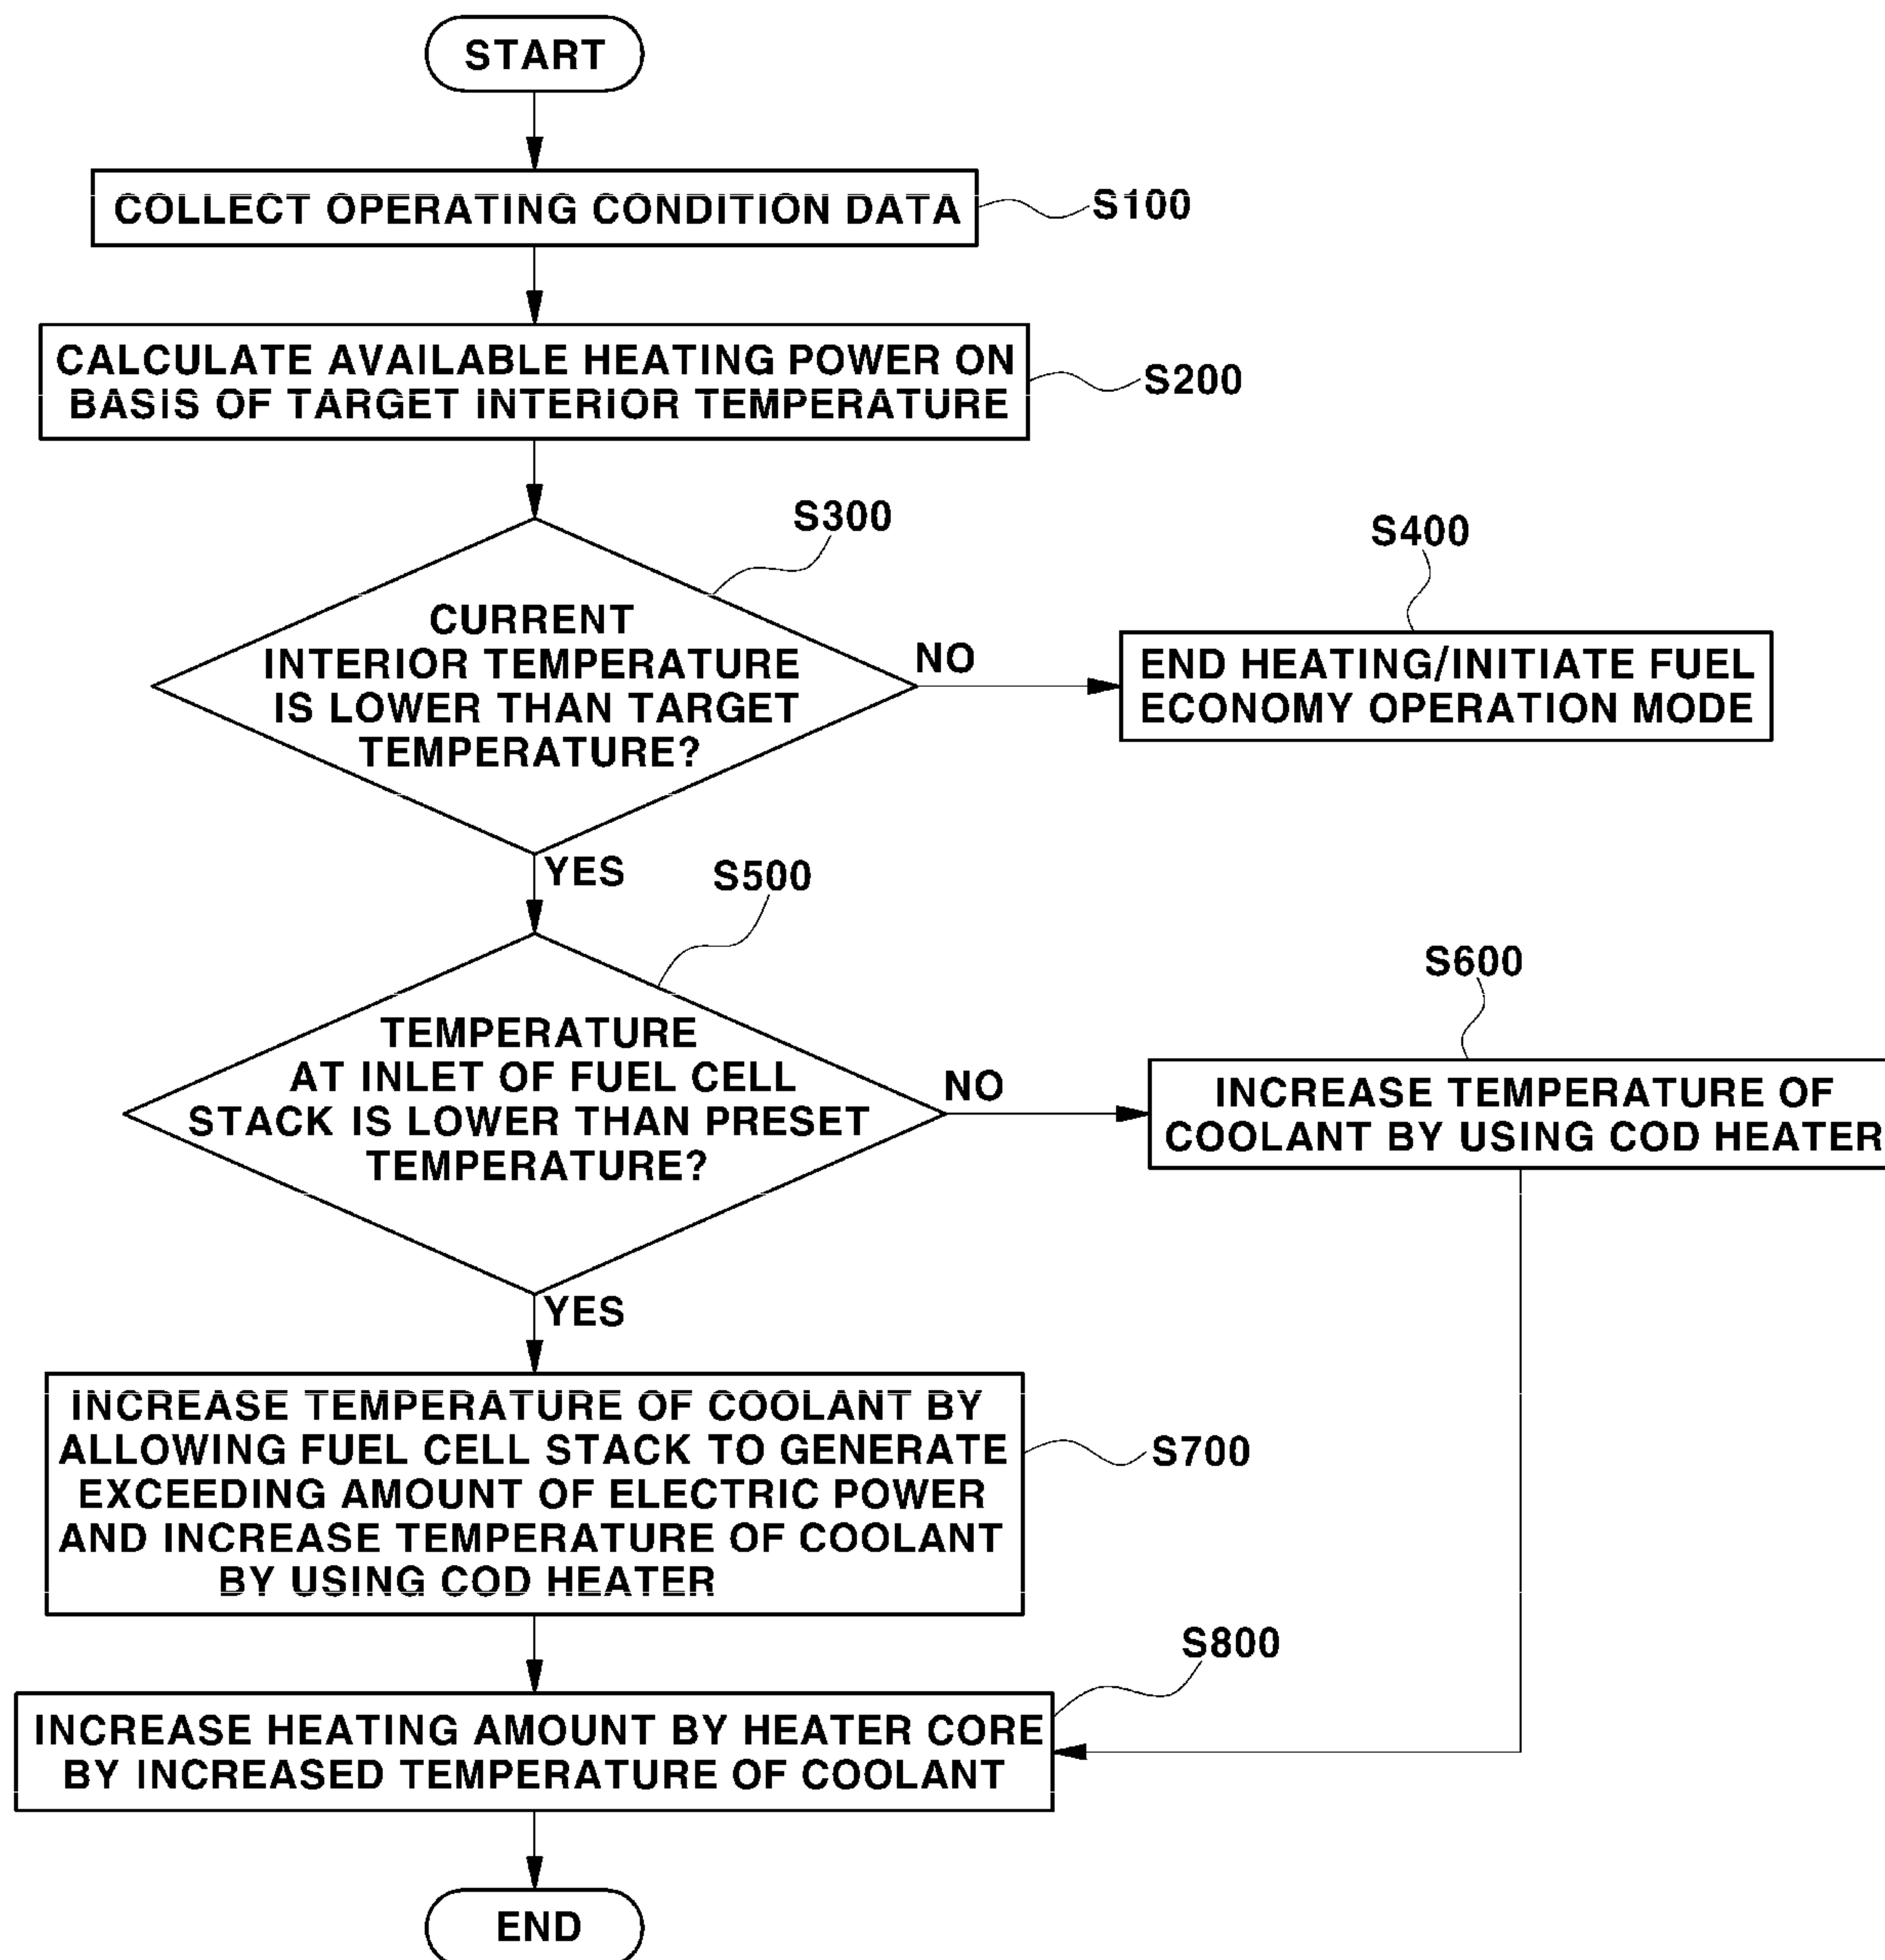 START
COLLECT OPERATING CONDITION DATA
S100
CALCULATE AVAILABLE HEATING POWER ON
BASIS OF TARGET INTERIOR TEMPERATURE
S200
S300
CURRENT
INTERIOR TEMPERATURE
IS LOWER THAN TARGET
TEMPERATURE?
NO
S400
END HEATING/INITIATE FUEL
ECONOMY OPERATION MODE
YES
S500
TEMPERATURE
AT INLET OF FUEL CELL
STACK IS LOWER THAN PRESET
TEMPERATURE?
NO
S600
INCREASE TEMPERATURE OF
COOLANT BY USING COD HEATER
YES
INCREASE TEMPERATURE OF COOLANT BY
ALLOWING FUEL CELL STACK TO GENERATE
EXCEEDING AMOUNT OF ELECTRIC POWER
AND INCREASE TEMPERATURE OF COOLANT
BY USING COD HEATER
S700
S800
INCREASE HEATING AMOUNT BY HEATER CORE
BY INCREASED TEMPERATURE OF COOLANT
END